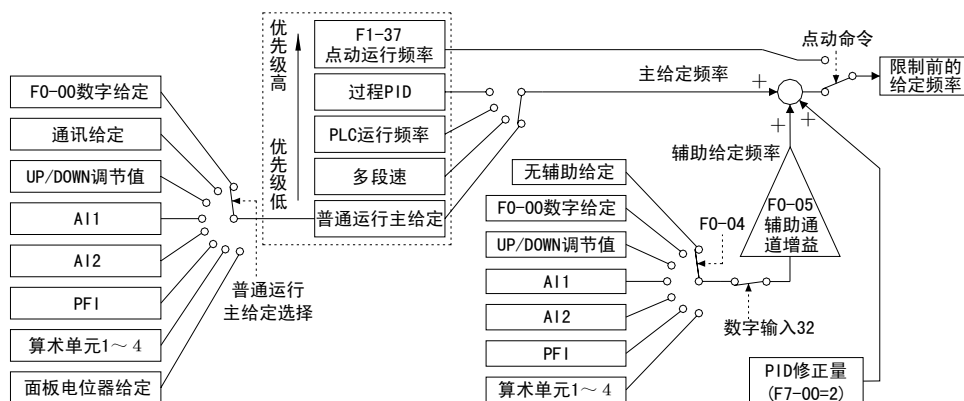 F0-00数字给定
通讯给定
UP/DOWN调节值
AI1
AI2
PFI
算术单元1～4
面板电位器给定
普通运行
主给定选择
优先级高
优先级低
F1-37
点动运行频率
过程PID
PLC运行频率
多段速
普通运行主给定
主给定频率
+
点动命令
限制前的
给定频率
+
+
辅助给定频率
无辅助给定
F0-00数字给定
UP/DOWN调节值
AI1
AI2
PFI
算术单元1～4
F0-04
F0-05
辅助通
道增益
数字输入32
PID修正量
(F7-00=2)